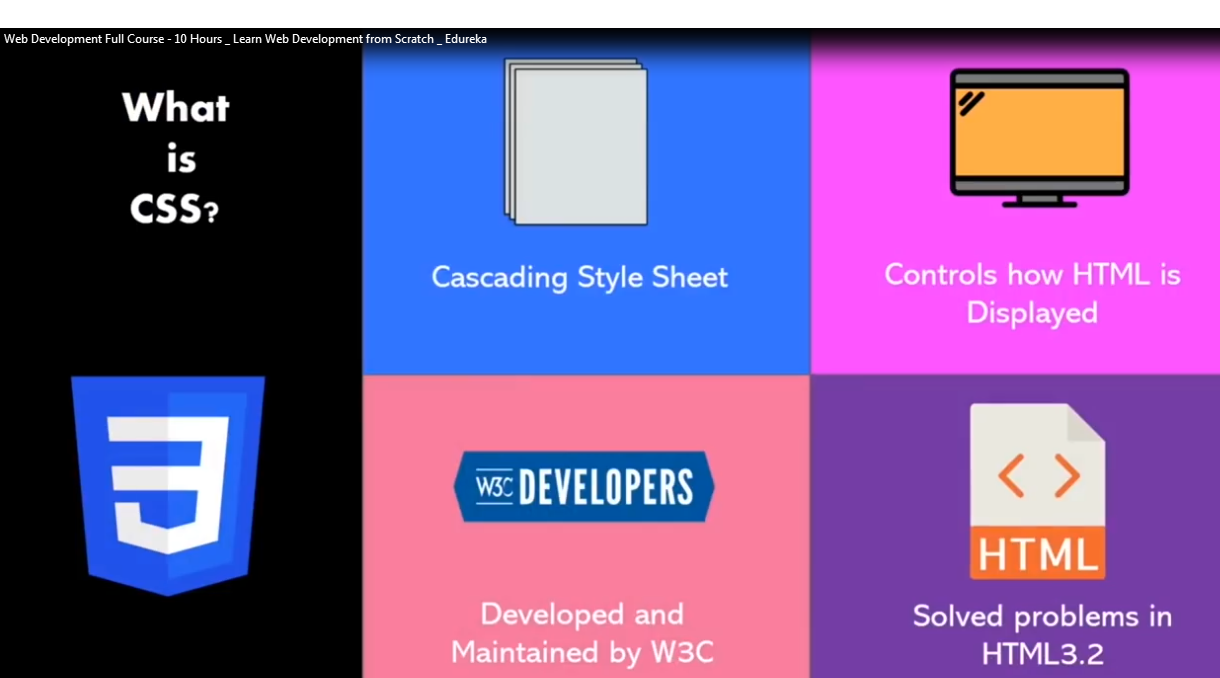 Web Development Full Course - 10 Hours _ Learn Web Development from Scratch _ Edureka
What
is
CSS?
Cascading Style Sheet
Controls how HTML is
Displayed
W3C DEVELOPERS
Developed and
Maintained by W3C
HTML
Solved problems in
HTML3.2